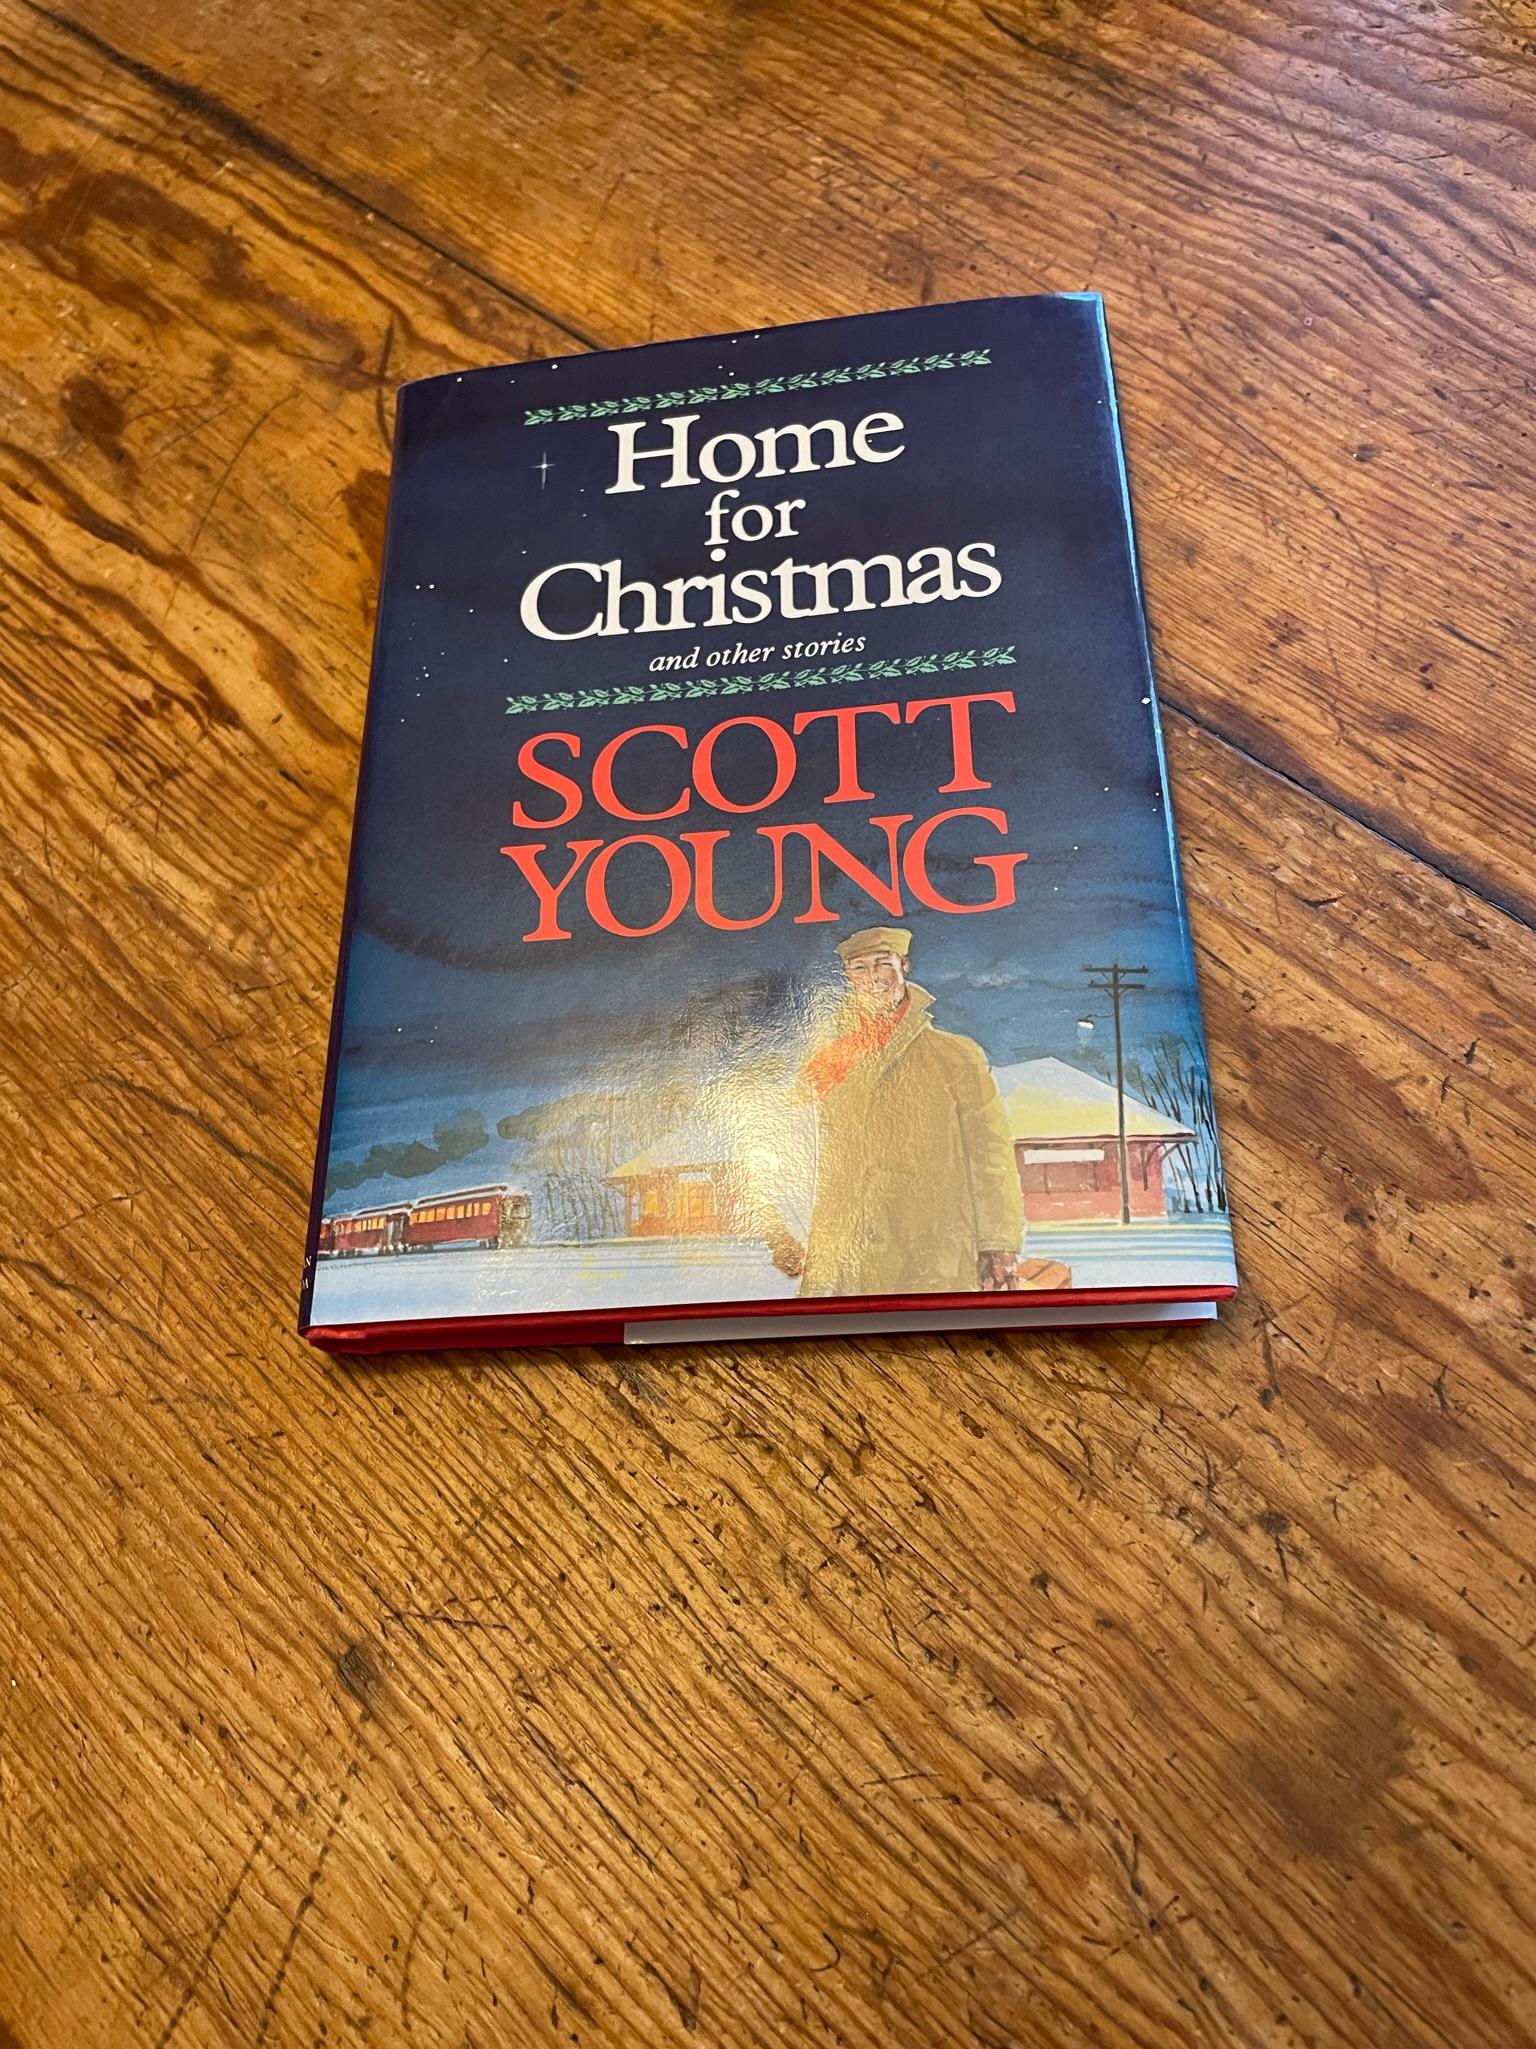 Home
for
Christmas
and other stories
SCOTT
YOUNG